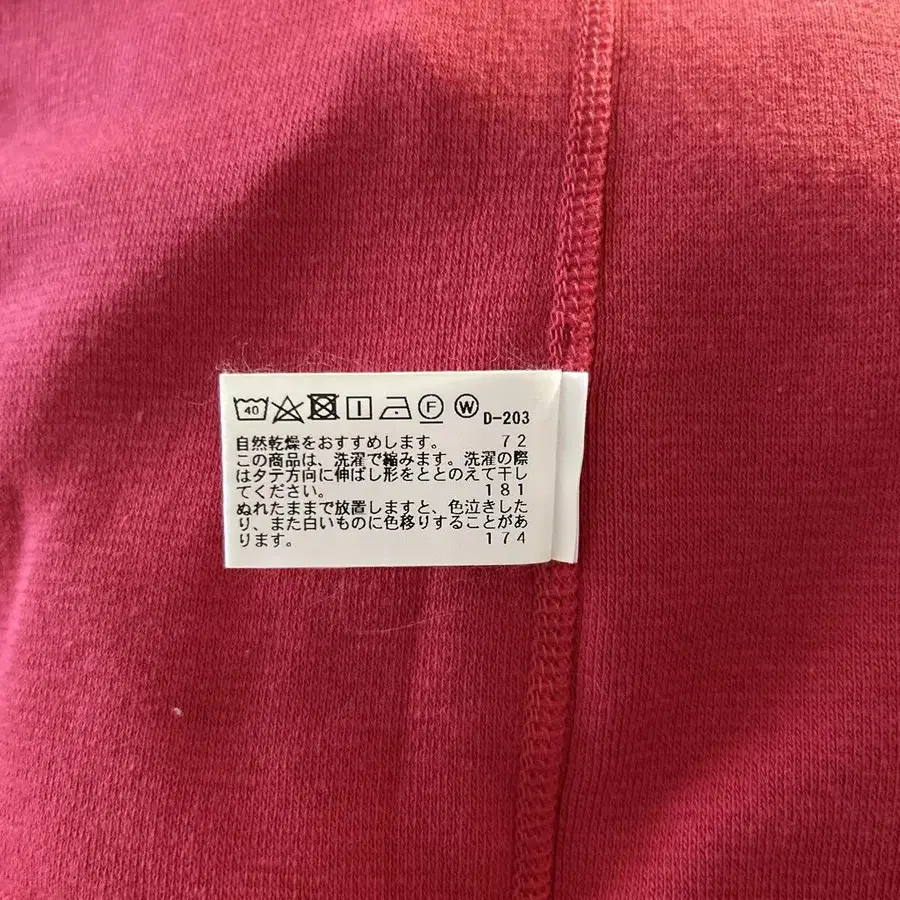 40 F W D-203
自然乾燥をおすすめします。 72
この商品は、洗濯で縮みます。洗濯の際
はタテ方向に伸ばし形をととのえて干し
てください。 181
ぬれたままで放置しますと、色泣きした
り、また白いものに色移りすることがあ
ります。 174